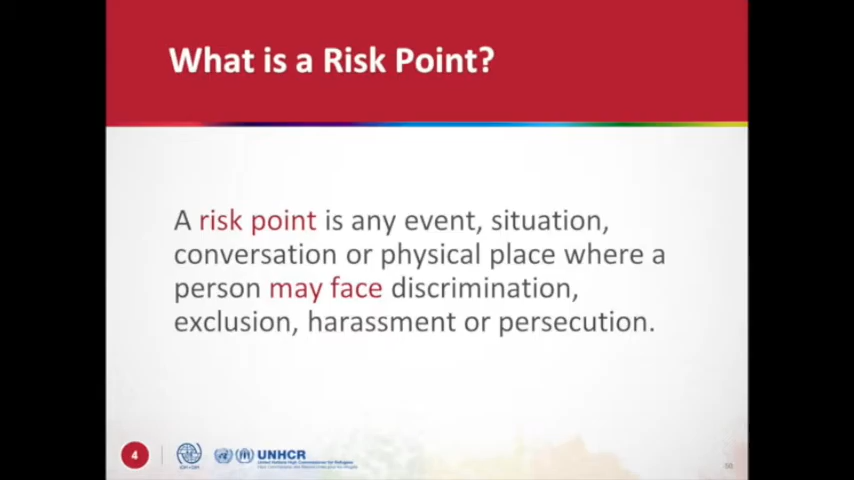 What is a Risk Point?
A risk point is any event, situation,
conversation or physical place where a
person may face discrimination,
exclusion, harassment or persecution.
4
UNHCR